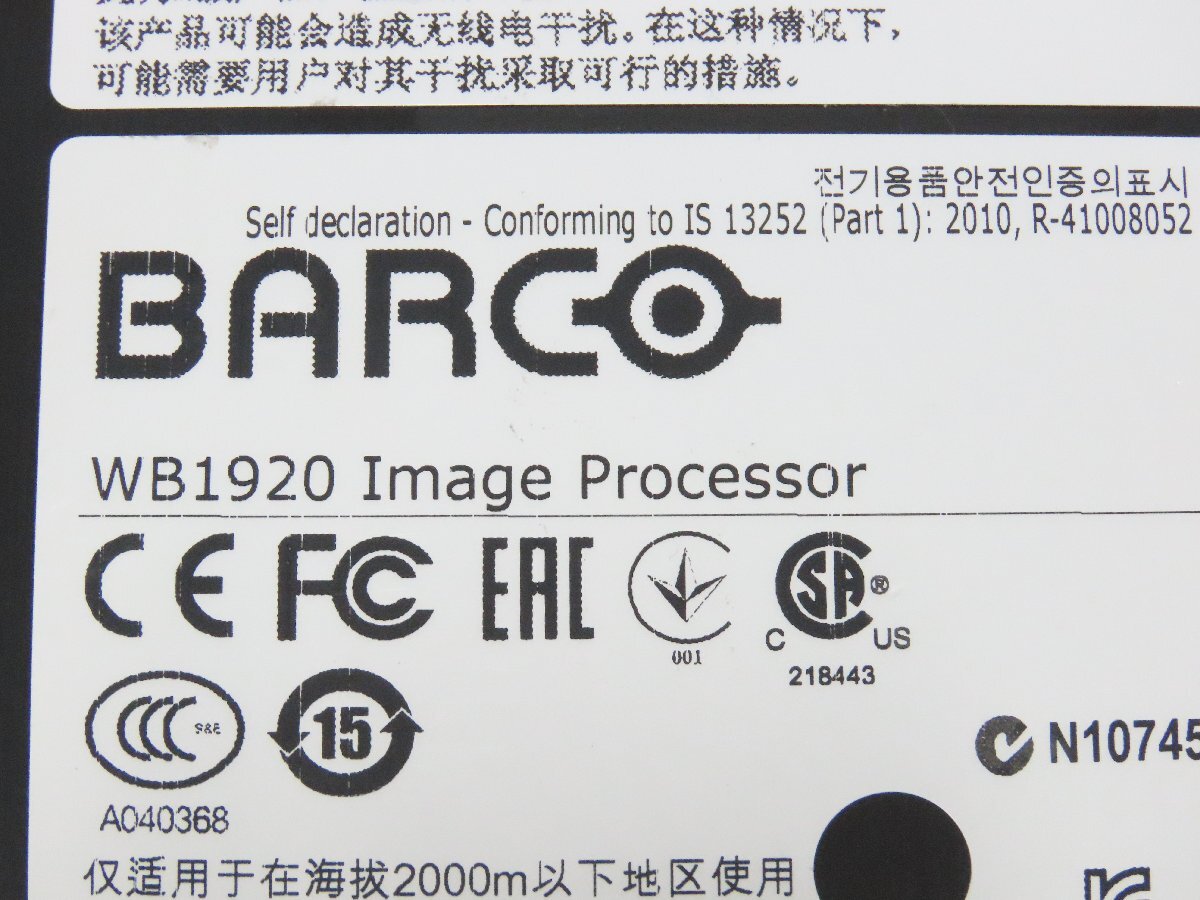 该产品可能会造成无线电干扰。在这种情况下，
可能需要用户对其干扰采取可行的措施。
전기용품안전인증의표시
Self declaration - Conforming to IS 13252 (Part 1): 2010, R-41008052
BARCO
WB1920 Image Processor
CE FC EAC
001
CSA®
C US
218443
CCC S&E
15
N10745
A040368
仅适用于在海拔2000m以下地区使用